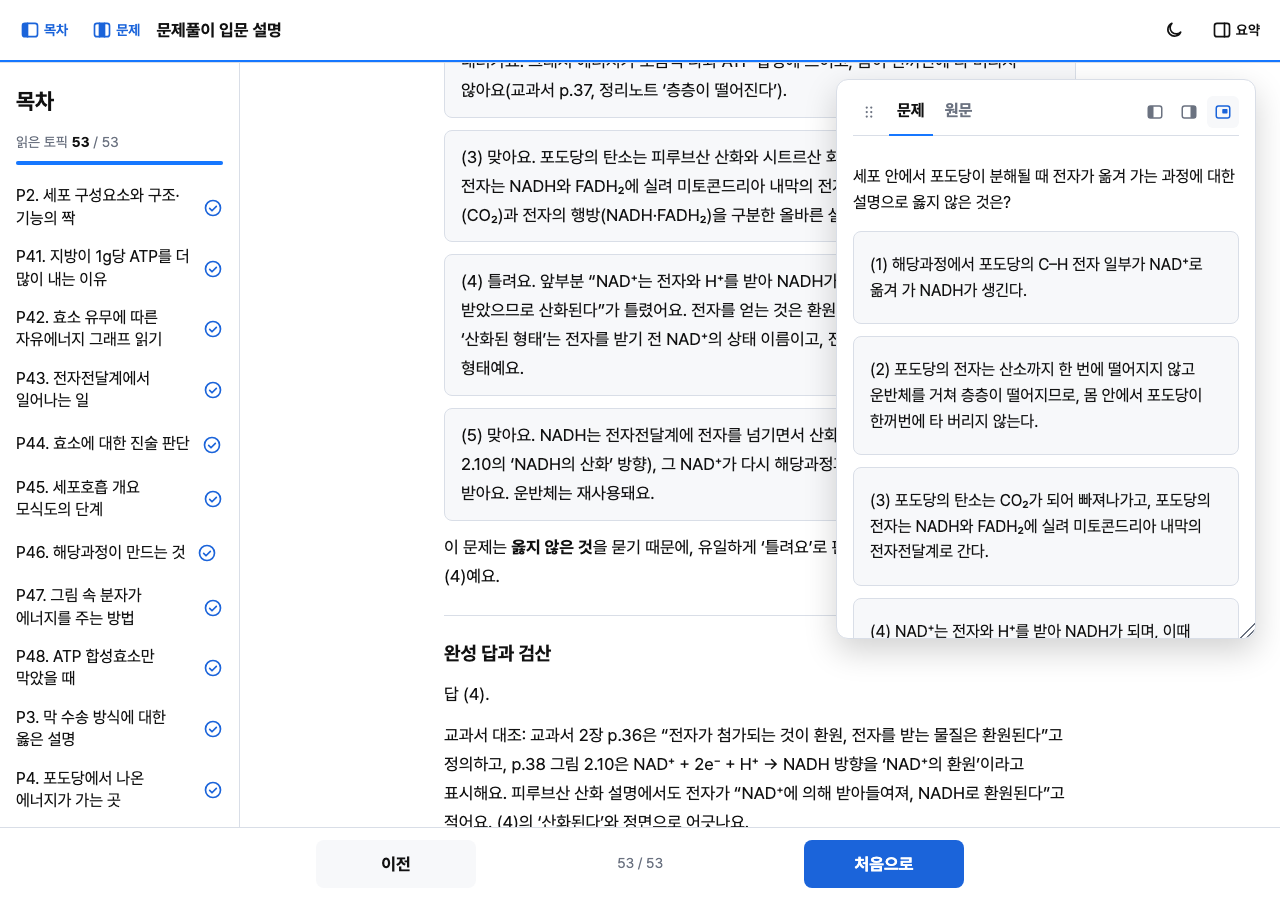 목차
문제
문제풀이 입문 설명
요약
목차
읽은 토픽 53 / 53
P2. 세포 구성요소와 구조·
기능의 짝
P41. 지방이 1g당 ATP를 더
많이 내는 이유
P42. 효소 유무에 따른
자유에너지 그래프 읽기
P43. 전자전달계에서
일어나는 일
P44. 효소에 대한 진술 판단
P45. 세포호흡 개요
모식도의 단계
P46. 해당과정이 만드는 것
P47. 그림 속 분자가
에너지를 주는 방법
P48. ATP 합성효소만
막았을 때
P3. 막 수송 방식에 대한
옳은 설명
P4. 포도당에서 나온
에너지가 가는 곳
않아요(교과서 p.37, 정리노트 ‘층층이 떨어진다’).
(3) 맞아요. 포도당의 탄소는 피루브산 산화와 시트르산
전자는 NADH와 FADH₂에 실려 미토콘드리아 내막의
(CO₂)과 전자의 행방(NADH·FADH₂)을 구분한 올바른
(4) 틀려요. 앞부분 “NAD⁺는 전자와 H⁺를 받아 NADH가
받았으므로 산화된다”가 틀렸어요. 전자를 얻는 것은 환원
‘산화된 형태’는 전자를 받기 전 NAD⁺의 상태 이름이고,
형태예요.
(5) 맞아요. NADH는 전자전달계에 전자를 넘기면서
2.10의 ‘NADH의 산화’ 방향), 그 NAD⁺가 다시
받아요. 운반체는 재사용돼요.
이 문제는 옳지 않은 것을 묻기 때문에, 유일하게 ‘틀려요’로
(4)예요.
완성 답과 검산
답 (4).
교과서 대조: 교과서 2장 p.36은 “전자가 첨가되는 것이 환원, 전자를 받는 물질은 환원된다”고
정의하고, p.38 그림 2.10은 NAD⁺ + 2e⁻ + H⁺ → NADH 방향을 ‘NAD⁺의 환원’이라고
표시해요. 피루브산 산화 설명에서도 전자가 “NAD⁺에 의해 받아들여져, NADH로 환원된다”고
적어요. (4)의 ‘산화된다’와 정면으로 어긋나요.
문제
원문
세포 안에서 포도당이 분해될 때 전자가 옮겨 가는 과정에 대한
설명으로 옳지 않은 것은?
(1) 해당과정에서 포도당의 C–H 전자 일부가 NAD⁺로
옮겨 가 NADH가 생긴다.
(2) 포도당의 전자는 산소까지 한 번에 떨어지지 않고
운반체를 거쳐 층층이 떨어지므로, 몸 안에서 포도당이
한꺼번에 타 버리지 않는다.
(3) 포도당의 탄소는 CO₂가 되어 빠져나가고, 포도당의
전자는 NADH와 FADH₂에 실려 미토콘드리아 내막의
전자전달계로 간다.
(4) NAD⁺는 전자와 H⁺를 받아 NADH가 되며, 이때
이전
53 / 53
처음으로